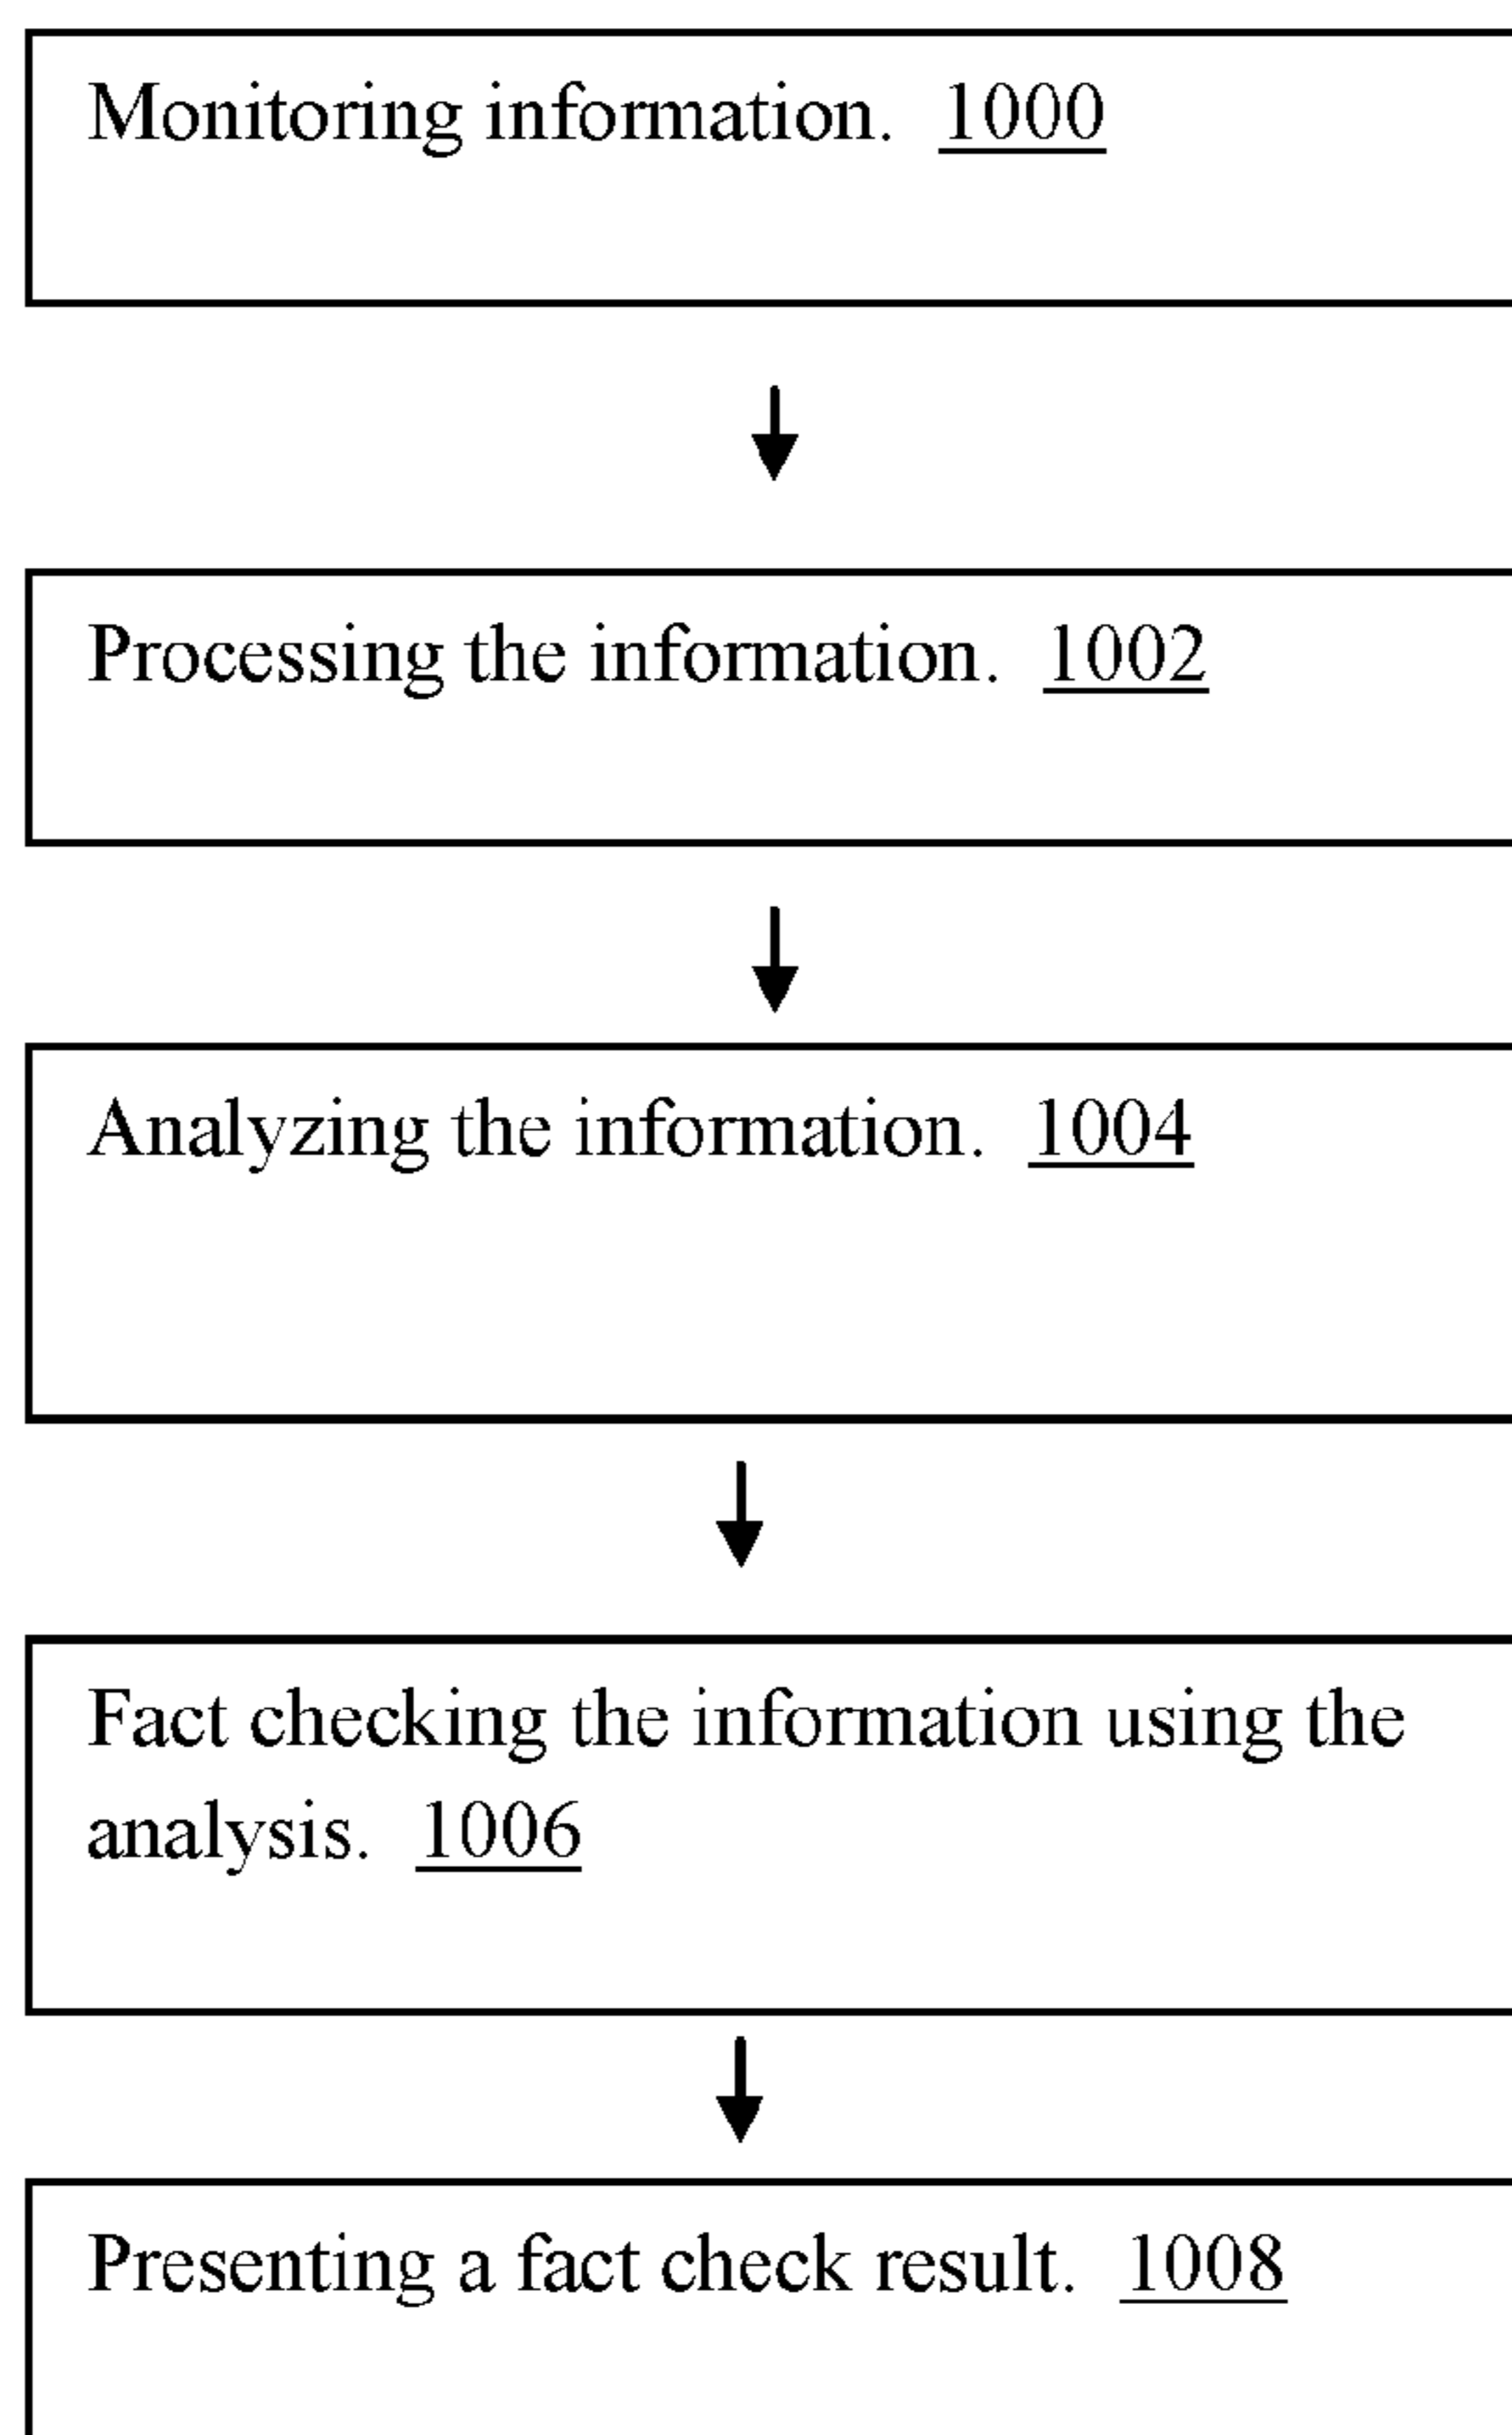 Monitoring information. 1000
Processing the information. 1002
Analyzing the information. 1004
Fact checking the information using the
analysis. 1006
Presenting a fact check result. 1008